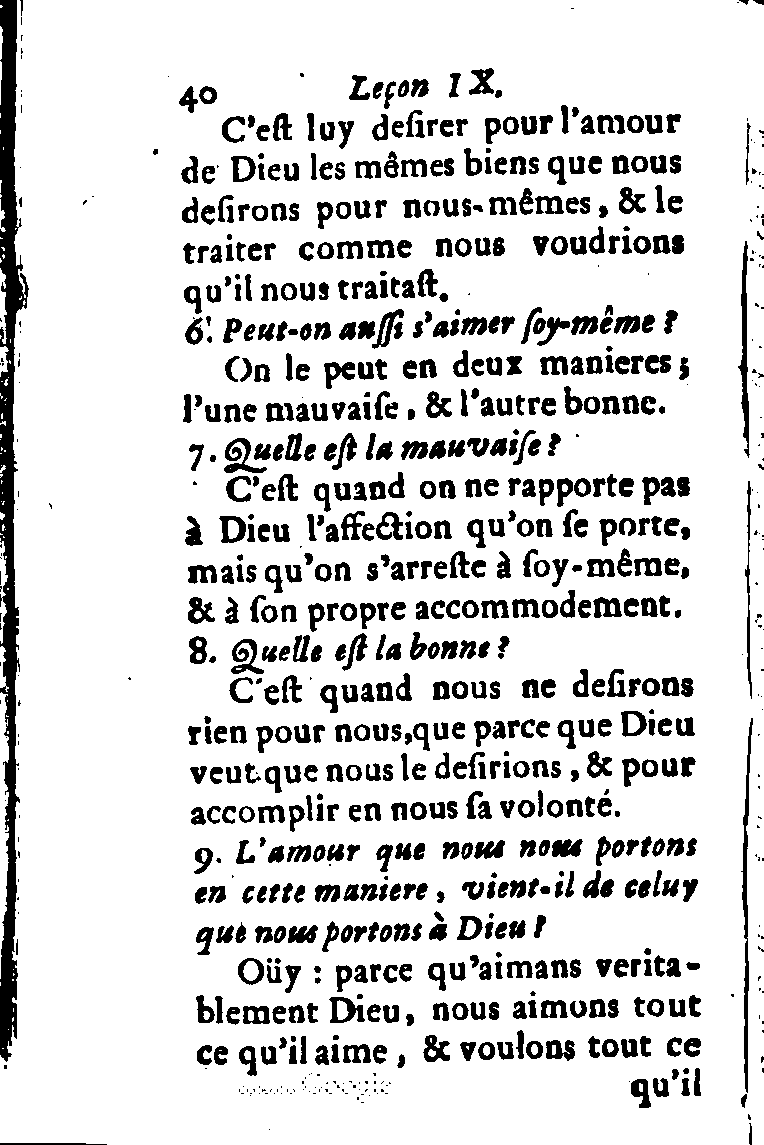 40 Leçon IX.
C'eſt luy deſirer pour l'amour
de Dieu les mêmes biens que nous
deſirons pour nous-mêmes, & le
traiter comme nous voudrions
qu'il nous traitaſt.
6. Peut-on auſſi s'aimer ſoy-même?
On le peut en deux manieres;
l'une mauvaiſe, & l'autre bonne.
7. Quelle eſt la mauvaiſe?
C'eſt quand on ne rapporte pas
à Dieu l'affection qu'on ſe porte,
mais qu'on s'arreſte à ſoy-même,
& à ſon propre accommodement.
8. Quelle eſt la bonne?
C'eſt quand nous ne deſirons
rien pour nous, que parce que Dieu
veut que nous le deſirions, & pour
accomplir en nous ſa volonté.
9. L'amour que nous nous portons
en cette maniere, vient-il de celuy
que nous portons à Dieu?
Oüy : parce qu'aimans verita-
blement Dieu, nous aimons tout
ce qu'il aime, & voulons tout ce
qu'il
Google